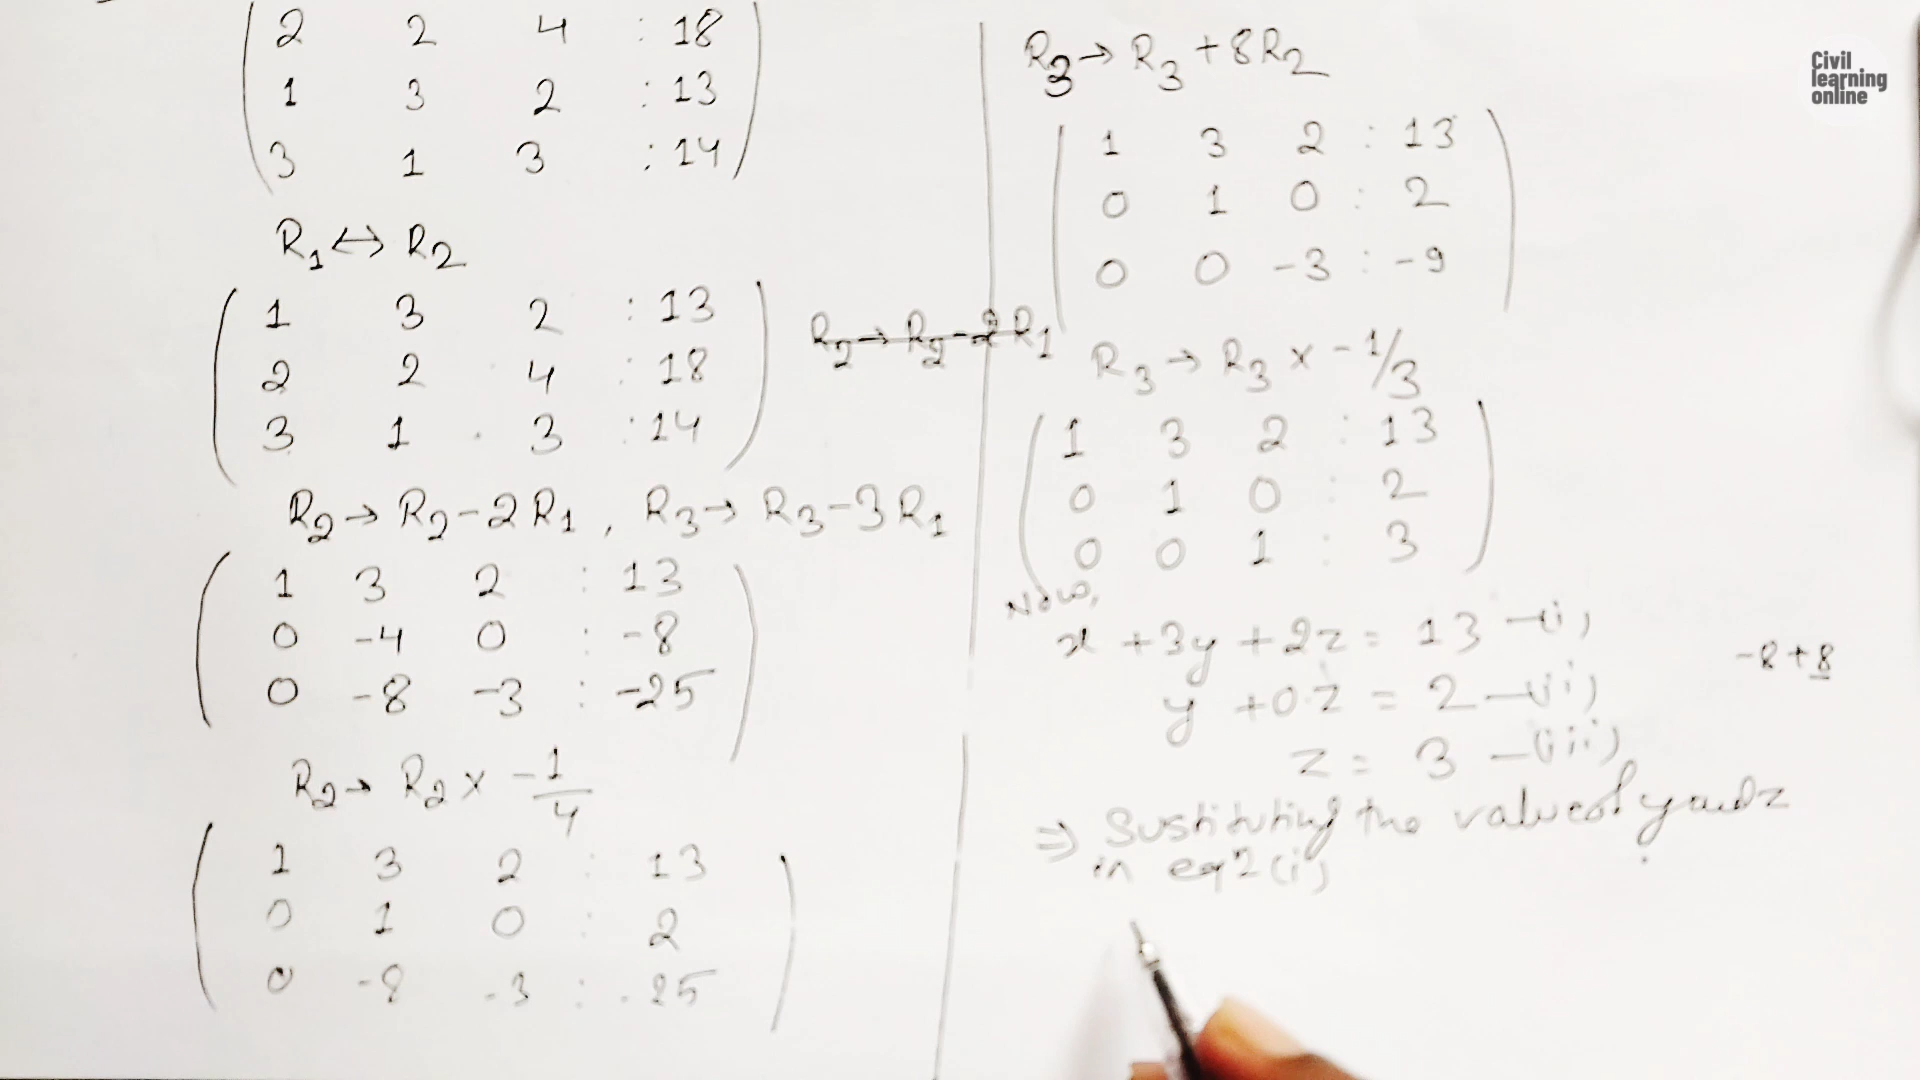 2 2 4 : 18
1 3 2 : 13
3 1 3 : 14
R1 ↔ R2
1 3 2 : 13
2 2 4 : 18
3 1 3 : 14
R2 → R2 - 2R1
R2 → R2 - 2R1 , R3 → R3 - 3R1
1 3 2 : 13
0 -4 0 : -8
0 -8 -3 : -25
R2 → R2 × -1/4
1 3 2 : 13
0 1 0 : 2
0 -8 -3 : -25
R3 → R3 + 8R2
1 3 2 : 13
0 1 0 : 2
0 0 -3 : -9
R3 → R3 × -1/3
1 3 2 : 13
0 1 0 : 2
0 0 1 : 3
Now,
x + 3y + 2z = 13 -(i)
y + 0.z = 2 -(ii)
z = 3 -(iii)
⇒ Sustituting the value of y and z
in eqn (i)
-8 + 8
Civil
learning
online